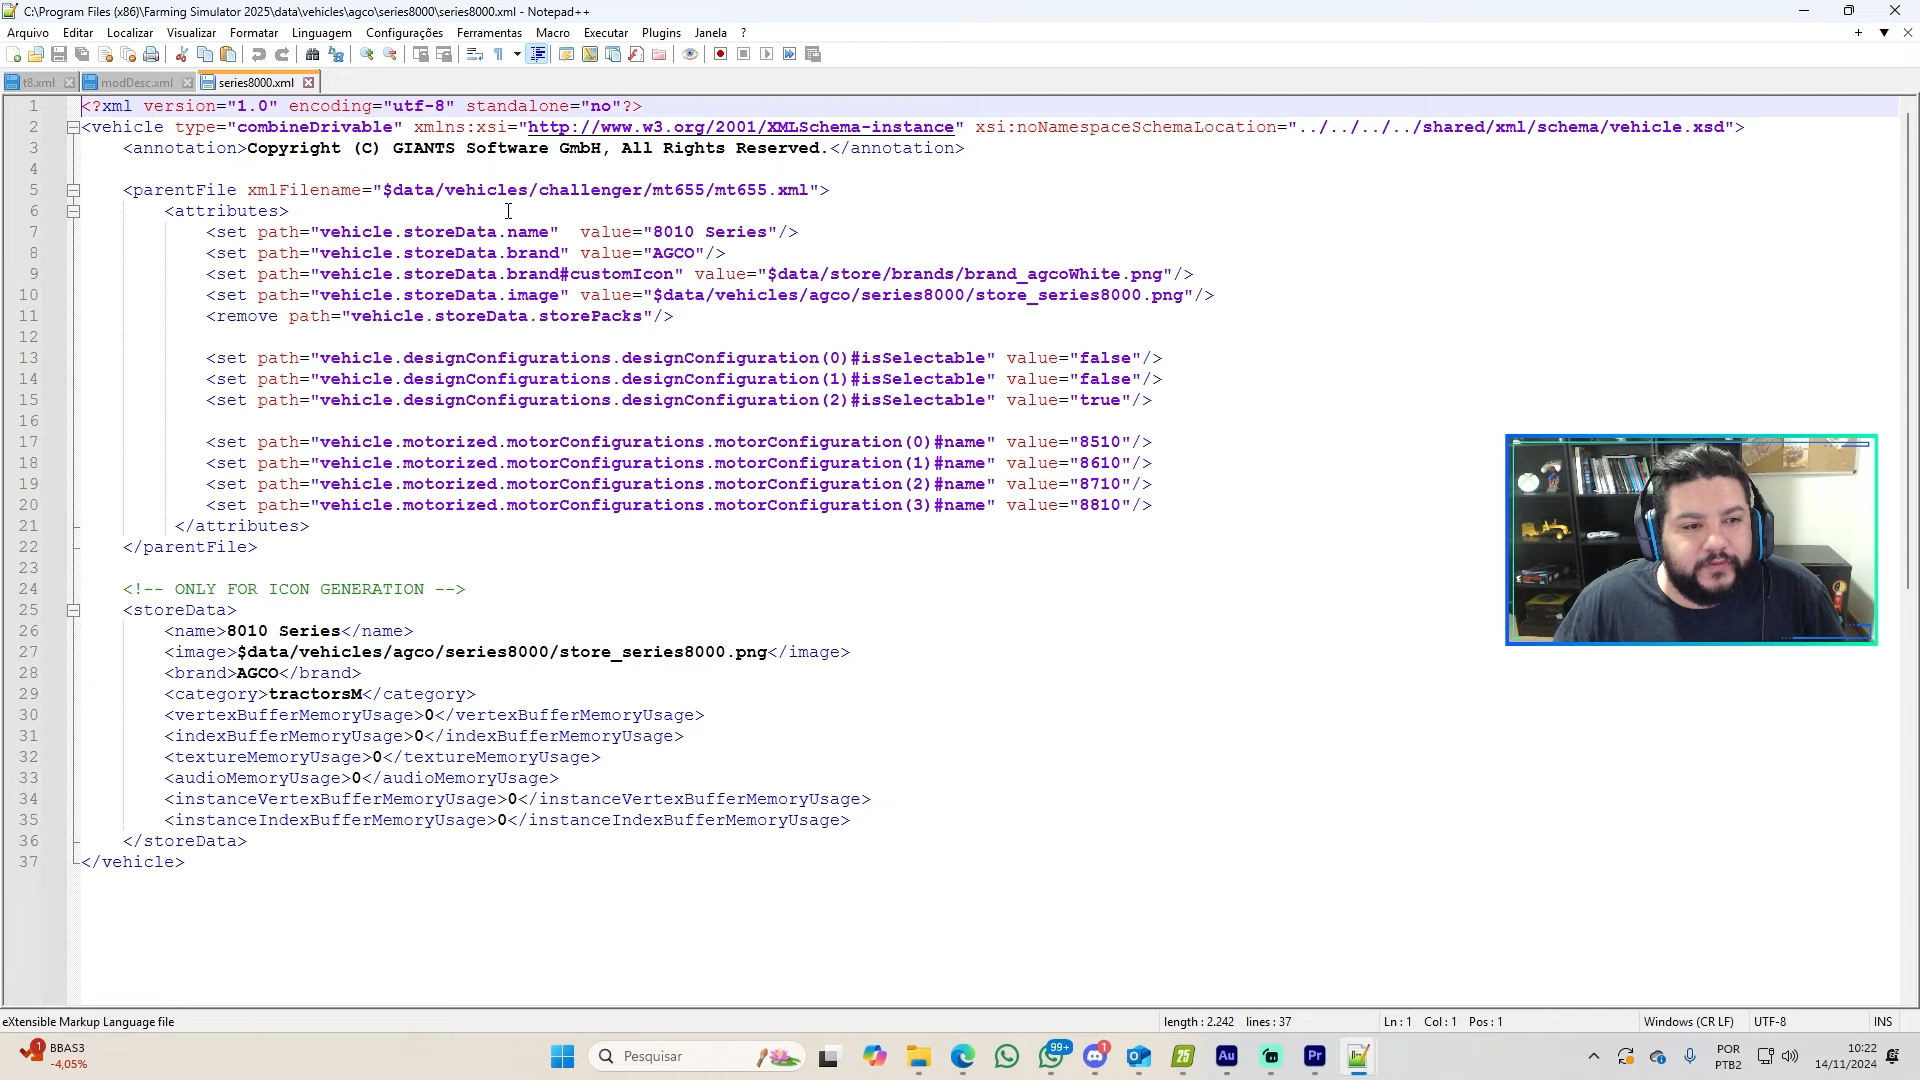 C:\Program Files (x86)\Farming Simulator 2025\data\vehicles\agco\series8000\series8000.xml - Notepad++
Arquivo Editar Localizar Visualizar Formatar Linguagem Macro Configurações Ferramentas Executar Plugins Janela ?
t8.xml modDesc.xml series8000.xml
1 <?xml version="1.0" encoding="utf-8" standalone="no"?>
2 <vehicle type="combineDrivable" xmlns:xsi="http://www.w3.org/2001/XMLSchema-instance" xsi:noNamespaceSchemaLocation="../../../../shared/xml/schema/vehicle.xsd">
3 <annotation>Copyright (C) GIANTS Software GmbH, All Rights Reserved.</annotation>
4
5 <parentFile xmlFilename="$data/vehicles/challenger/mt655/mt655.xml">
6 <attributes>
7 <set path="vehicle.storeData.name" value="8010 Series"/>
8 <set path="vehicle.storeData.brand" value="AGCO"/>
9 <set path="vehicle.storeData.brand#customIcon" value="$data/store/brands/brand_agcoWhite.png"/>
10 <set path="vehicle.storeData.image" value="$data/vehicles/agco/series8000/store_series8000.png"/>
11 <remove path="vehicle.storeData.storePacks"/>
12
13 <set path="vehicle.designConfigurations.designConfiguration(0)#isSelectable" value="false"/>
14 <set path="vehicle.designConfigurations.designConfiguration(1)#isSelectable" value="false"/>
15 <set path="vehicle.designConfigurations.designConfiguration(2)#isSelectable" value="true"/>
16
17 <set path="vehicle.motorized.motorConfigurations.motorConfiguration(0)#name" value="8510"/>
18 <set path="vehicle.motorized.motorConfigurations.motorConfiguration(1)#name" value="8610"/>
19 <set path="vehicle.motorized.motorConfigurations.motorConfiguration(2)#name" value="8710"/>
20 <set path="vehicle.motorized.motorConfigurations.motorConfiguration(3)#name" value="8810"/>
21 </attributes>
22 </parentFile>
23
24 <!-- ONLY FOR ICON GENERATION -->
25 <storeData>
26 <name>8010 Series</name>
27 <image>$data/vehicles/agco/series8000/store_series8000.png</image>
28 <brand>AGCO</brand>
29 <category>tractorsM</category>
30 <vertexBufferMemoryUsage>0</vertexBufferMemoryUsage>
31 <indexBufferMemoryUsage>0</indexBufferMemoryUsage>
32 <textureMemoryUsage>0</textureMemoryUsage>
33 <audioMemoryUsage>0</audioMemoryUsage>
34 <instanceVertexBufferMemoryUsage>0</instanceVertexBufferMemoryUsage>
35 <instanceIndexBufferMemoryUsage>0</instanceIndexBufferMemoryUsage>
36 </storeData>
37 </vehicle>
eXtensible Markup Language file length : 2.242 lines : 37 Ln : 1 Col : 1 Pos : 1 Windows (CR LF) UTF-8 INS
1 BBAS3 Pesquisar 99+ 1 25 Au Pr POR 10:22
-4,05% PTB2 14/11/2024